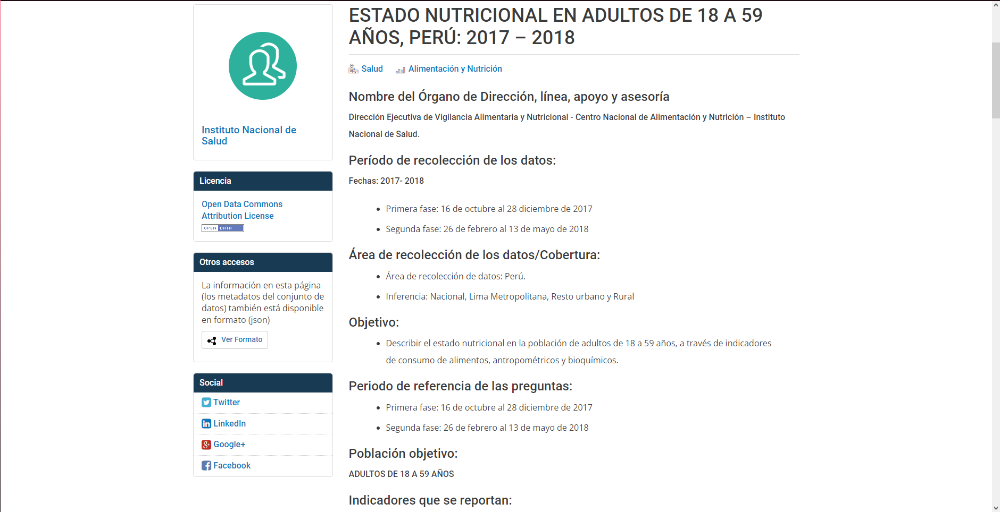 Instituto Nacional de
Salud
Licencia
Open Data Commons
Attribution License
OPEN DATA
Otros accesos
La información en esta página
(los metadatos del conjunto de
datos) también está disponible
en formato (json)
Ver Formato
Social
Twitter
LinkedIn
Google+
Facebook
ESTADO NUTRICIONAL EN ADULTOS DE 18 A 59
AÑOS, PERÚ: 2017 – 2018
Salud Alimentación y Nutrición
Nombre del Órgano de Dirección, línea, apoyo y asesoría
Dirección Ejecutiva de Vigilancia Alimentaria y Nutricional - Centro Nacional de Alimentación y Nutrición – Instituto
Nacional de Salud.
Período de recolección de los datos:
Fechas: 2017- 2018
• Primera fase: 16 de octubre al 28 diciembre de 2017
• Segunda fase: 26 de febrero al 13 de mayo de 2018
Área de recolección de los datos/Cobertura:
• Área de recolección de datos: Perú.
• Inferencia: Nacional, Lima Metropolitana, Resto urbano y Rural
Objetivo:
• Describir el estado nutricional en la población de adultos de 18 a 59 años, a través de indicadores
de consumo de alimentos, antropométricos y bioquímicos.
Periodo de referencia de las preguntas:
• Primera fase: 16 de octubre al 28 diciembre de 2017
• Segunda fase: 26 de febrero al 13 de mayo de 2018
Población objetivo:
ADULTOS DE 18 A 59 AÑOS
Indicadores que se reportan: